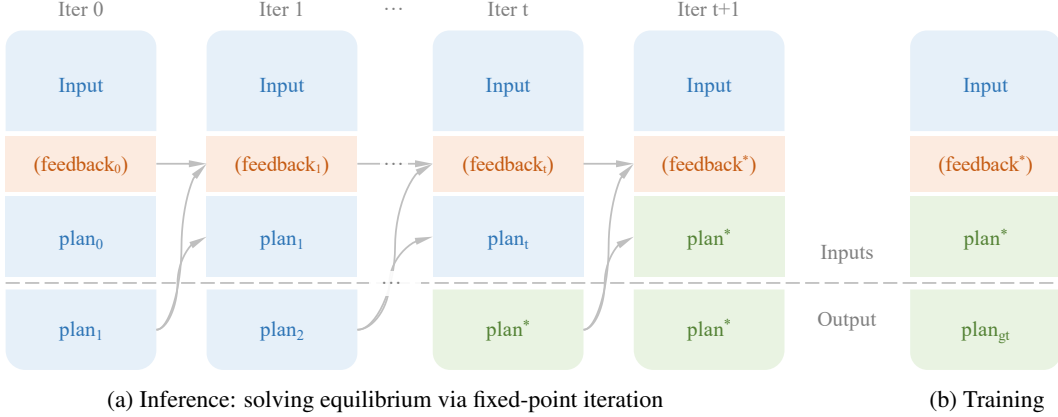 Iter 0 Iter 1 ... Iter t Iter t+1
Input Input Input Input Input
(feedback₀) (feedback₁) ... (feedbackₜ) (feedback*) (feedback*)
plan₀ plan₁ planₜ plan* plan*
Inputs
...
Output
plan₁ plan₂ plan* plan* plan_gt
(a) Inference: solving equilibrium via fixed-point iteration (b) Training